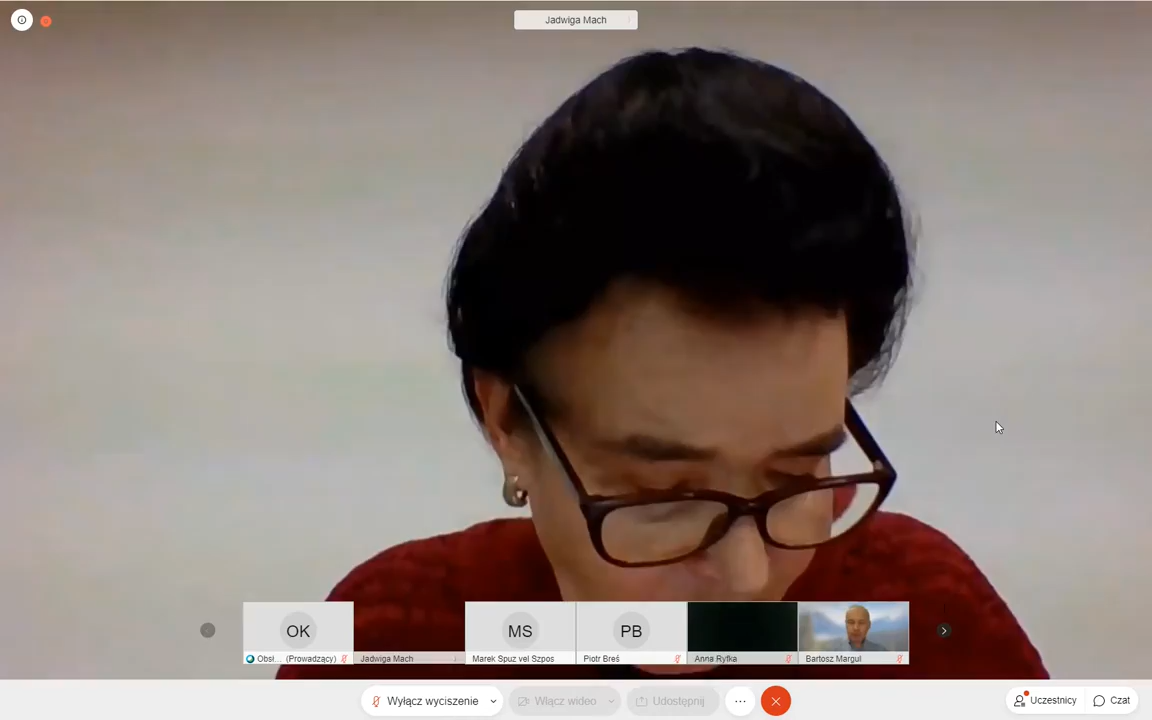 Jadwiga Mach
OK
MS
PB
Obsł... (Prowadzący)
Jadwiga Mach
Marek Spuz vel Szpos
Piotr Breś
Anna Ryfka
Bartosz Margul
Wyłącz wyciszenie
Włącz wideo
Udostępnij
Uczestnicy
Czat